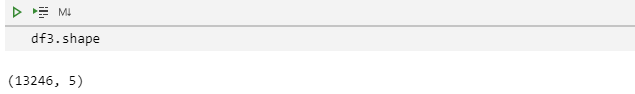 M↓
df3.shape
(13246, 5)